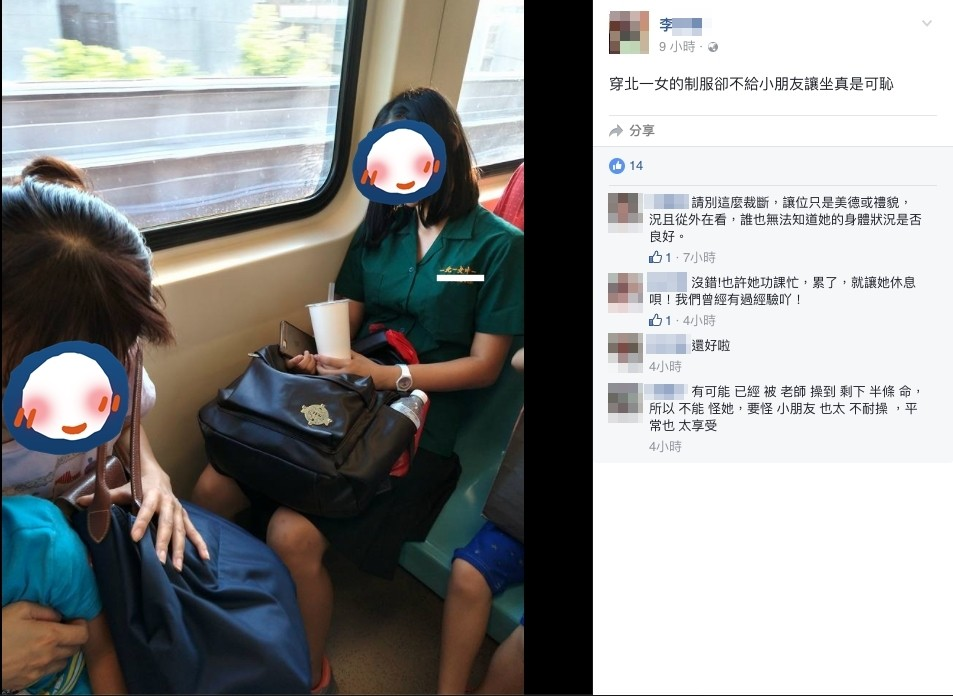 北一女中
李
9 小時
穿北一女的制服卻不給小朋友讓坐真是可恥
分享
14
請別這麼裁斷，讓位只是美德或禮貌，
況且從外在看，誰也無法知道她的身體狀況是否
良好。
1 · 7小時
沒錯!也許她功課忙，累了，就讓她休息
唄！我們曾經有過經驗吖！
1 · 4小時
還好啦
4小時
有可能 已經 被 老師 操到 剩下 半條 命，
所以 不能 怪她，要怪 小朋友 也太 不耐操 ，平
常也 太享受
4小時